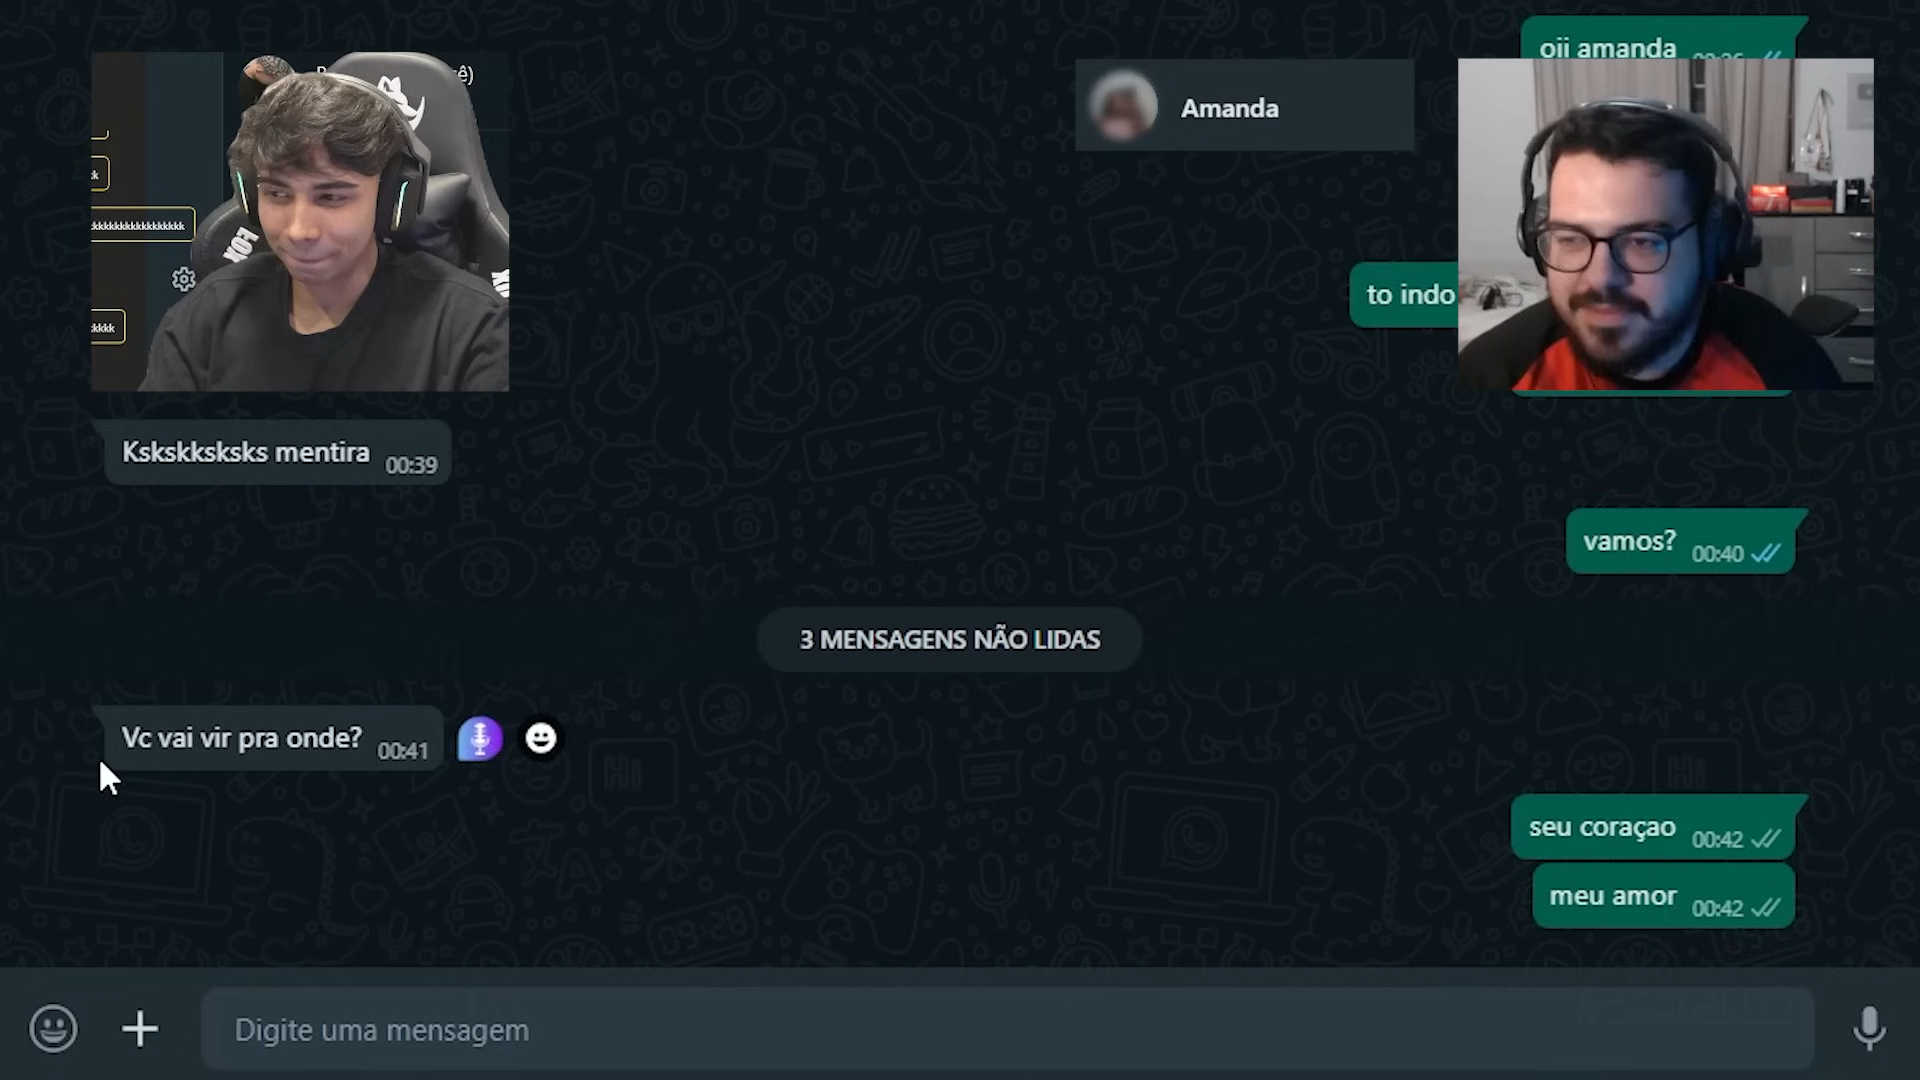 oii amanda
Amanda
to indo
Kskskksksks mentira 00:39
vamos? 00:40
3 MENSAGENS NÃO LIDAS
Vc vai vir pra onde? 00:41
seu coraçao 00:42
meu amor 00:42
Digite uma mensagem